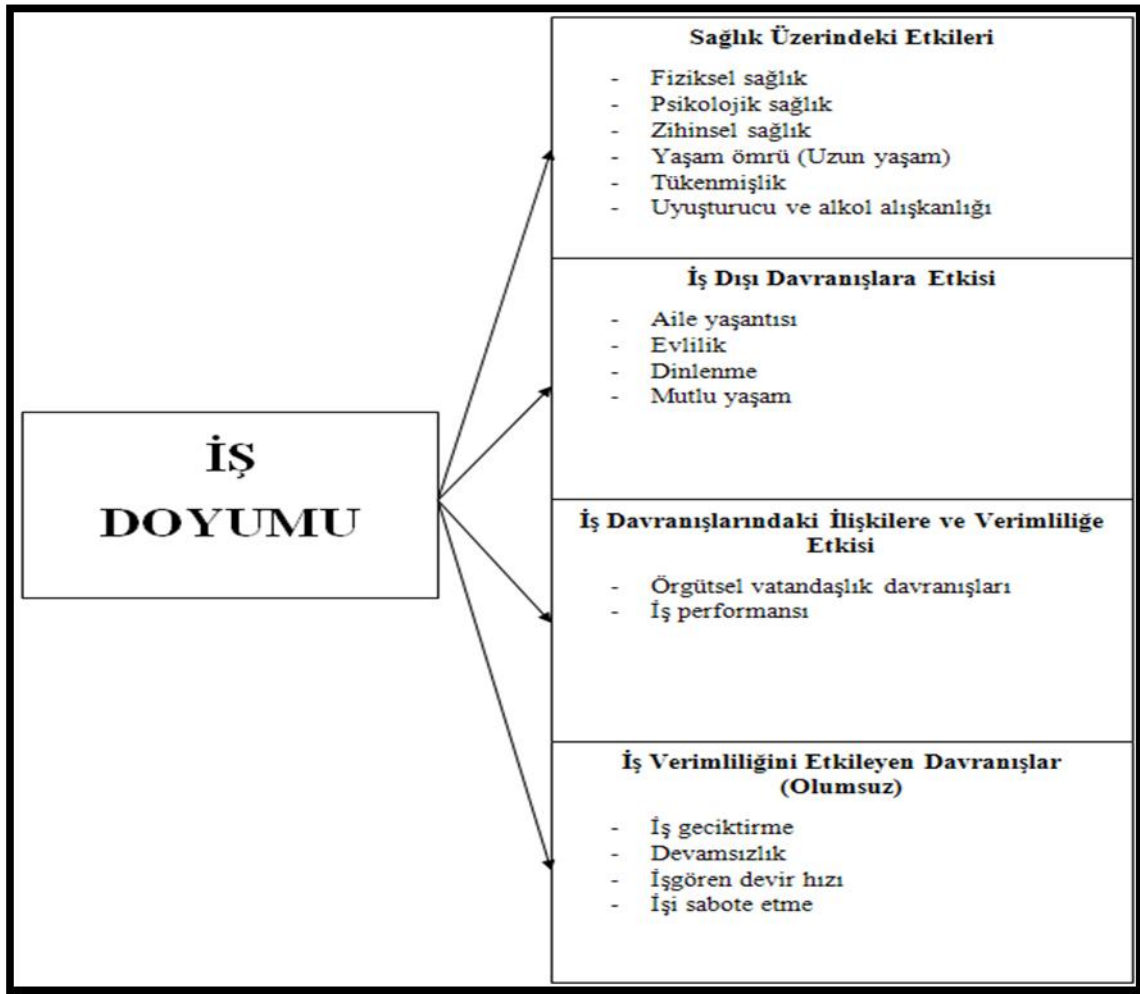 İŞ
DOYUMU
Sağlık Üzerindeki Etkileri
- Fiziksel sağlık
- Psikolojik sağlık
- Zihinsel sağlık
- Yaşam ömrü (Uzun yaşam)
- Tükenmişlik
- Uyuşturucu ve alkol alışkanlığı
İş Dışı Davranışlara Etkisi
- Aile yaşantısı
- Evlilik
- Dinlenme
- Mutlu yaşam
İş Davranışlarındaki İlişkilere ve Verimliliğe
Etkisi
- Örgütsel vatandaşlık davranışları
- İş performansı
İş Verimliliğini Etkileyen Davranışlar
(Olumsuz)
- İş geciktirme
- Devamsızlık
- İşgören devir hızı
- İşi sabote etme